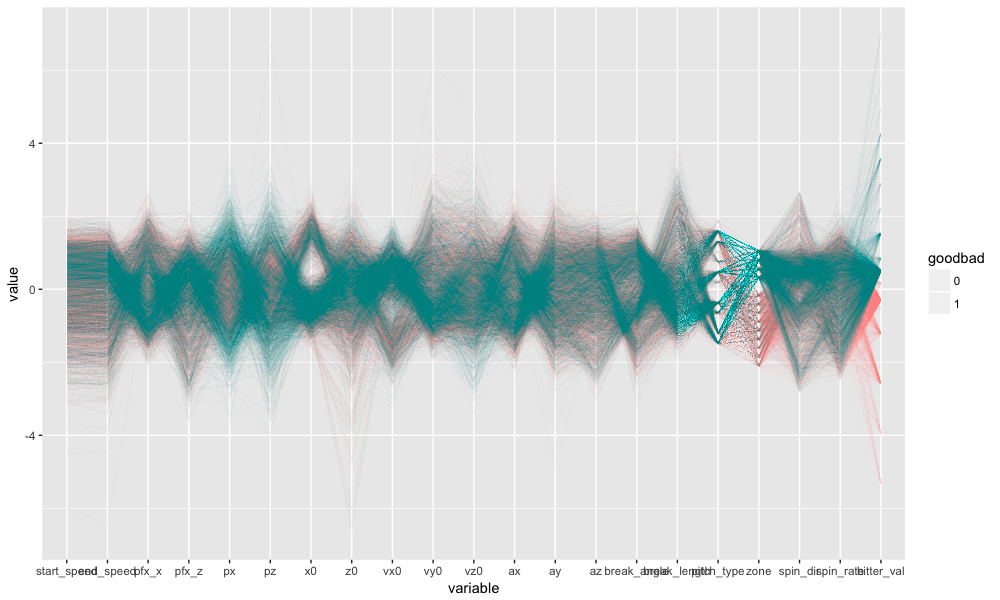 4
0
-4
value
start_speed end_speed pfx_x pfx_z px pz x0 z0 vx0 vy0 vz0 ax ay az break_angle break_length pitch_type zone spin_dir spin_rate hitter_val
variable
goodbad
0
1